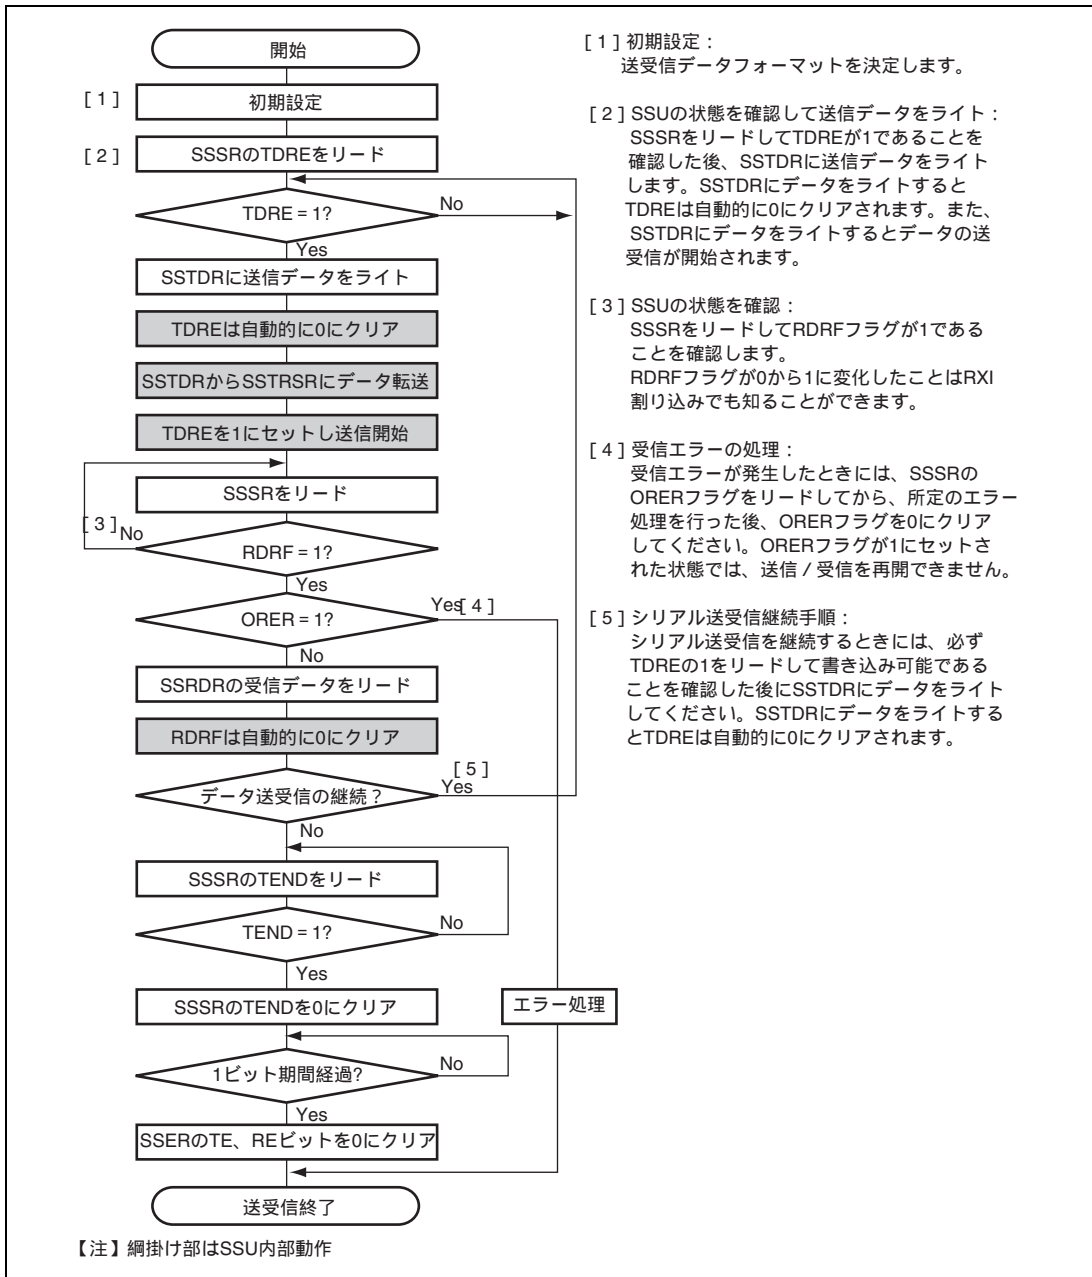 開始
[1]
初期設定
[2]
SSSRのTDREをリード
TDRE = 1?
No
Yes
SSTDRに送信データをライト
TDREは自動的に0にクリア
SSTDRからSSTRSRにデータ転送
TDREを1にセットし送信開始
SSSRをリード
[3]
No
RDRF = 1?
Yes
ORER = 1?
Yes
[4]
No
SSRDRの受信データをリード
RDRFは自動的に0にクリア
[5]
データ送受信の継続？
Yes
No
SSSRのTENDをリード
TEND = 1?
No
Yes
SSSRのTENDを0にクリア
エラー処理
1ビット期間経過?
No
Yes
SSERのTE、REビットを0にクリア
送受信終了
【注】網掛け部はSSU内部動作
[1] 初期設定：
送受信データフォーマットを決定します。
[2] SSUの状態を確認して送信データをライト：
SSSRをリードしてTDREが1であることを
確認した後、SSTDRに送信データをライト
します。SSTDRにデータをライトすると
TDREは自動的に0にクリアされます。また、
SSTDRにデータをライトするとデータの送
受信が開始されます。
[3] SSUの状態を確認：
SSSRをリードしてRDRFフラグが1である
ことを確認します。
RDRFフラグが0から1に変化したことはRXI
割り込みでも知ることができます。
[4] 受信エラーの処理：
受信エラーが発生したときには、SSSRの
ORERフラグをリードしてから、所定のエラー
処理を行った後、ORERフラグを0にクリア
してください。ORERフラグが1にセットさ
れた状態では、送信 / 受信を再開できません。
[5] シリアル送受信継続手順：
シリアル送受信を継続するときには、必ず
TDREの1をリードして書き込み可能である
ことを確認した後にSSTDRにデータをライト
してください。SSTDRにデータをライトする
とTDREは自動的に0にクリアされます。